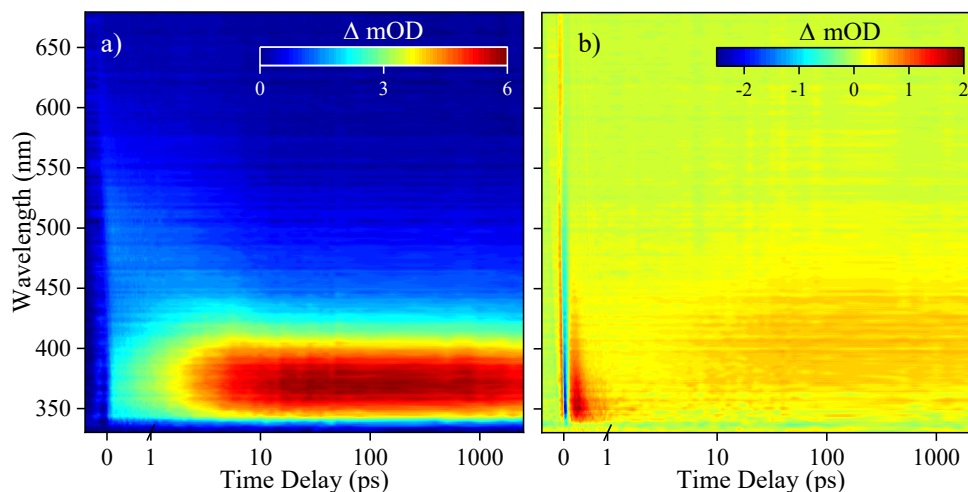 a)
Δ mOD
0 3 6
b)
Δ mOD
-2 -1 0 1 2
Wavelength (nm)
650
600
550
500
450
400
350
0 1 10 100 1000
Time Delay (ps)
0 1 10 100 1000
Time Delay (ps)